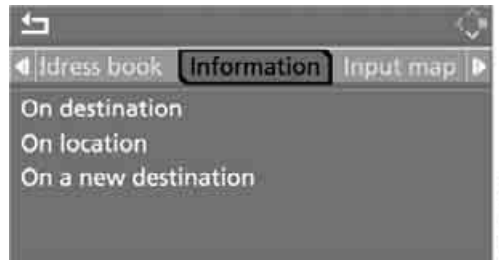 ldress book Information Input map
On destination
On location
On a new destination